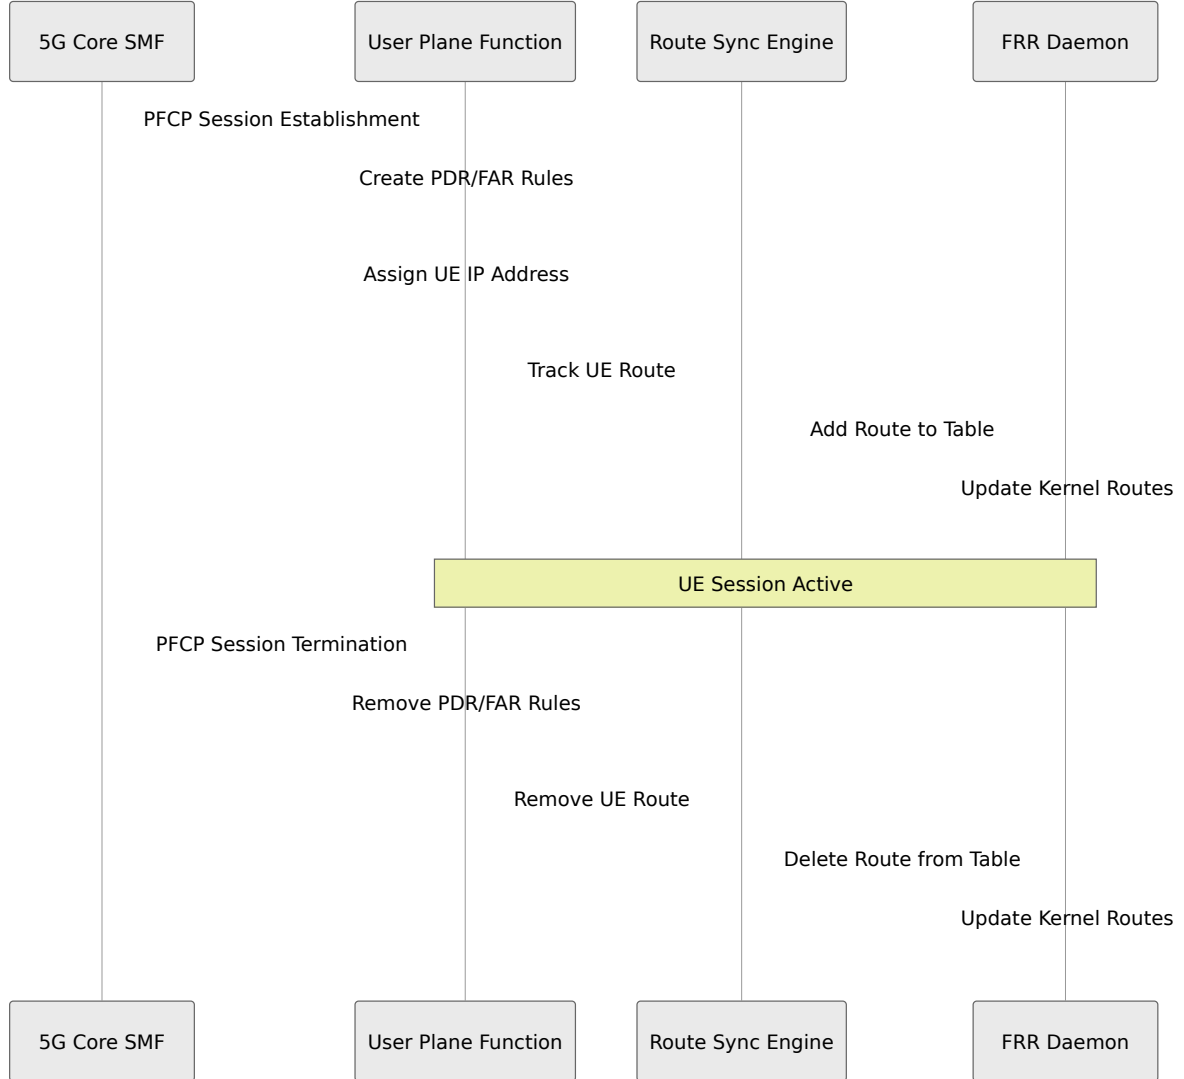 5G Core SMF
User Plane Function
Route Sync Engine
FRR Daemon
PFCP Session Establishment
Create PDR/FAR Rules
Assign UE IP Address
Track UE Route
Add Route to Table
Update Kernel Routes
UE Session Active
PFCP Session Termination
Remove PDR/FAR Rules
Remove UE Route
Delete Route from Table
Update Kernel Routes
5G Core SMF
User Plane Function
Route Sync Engine
FRR Daemon